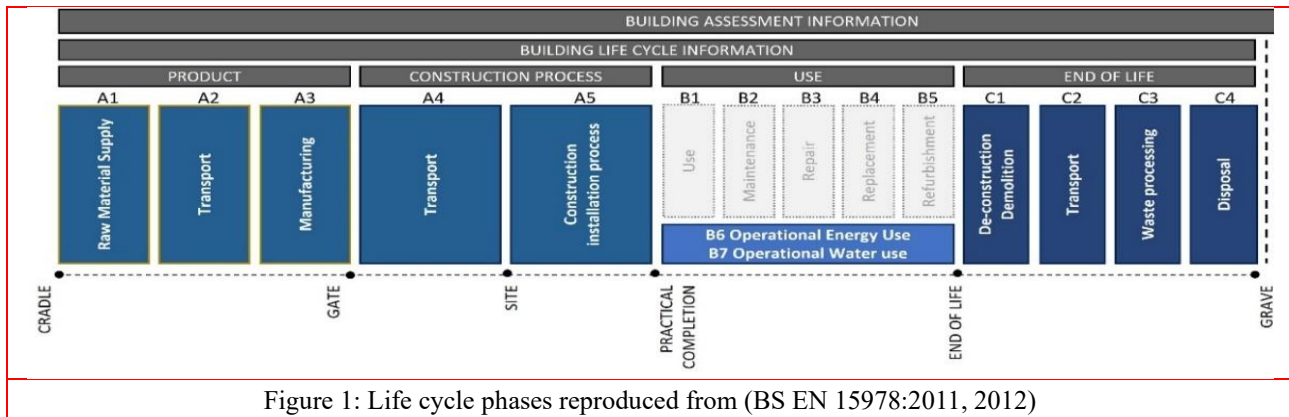 BUILDING ASSESSMENT INFORMATION
BUILDING LIFE CYCLE INFORMATION
PRODUCT
CONSTRUCTION PROCESS
USE
END OF LIFE
A1
A2
A3
A4
A5
B1
B2
B3
B4
B5
C1
C2
C3
C4
Raw Material Supply
Transport
Manufacturing
Transport
Construction
installation process
Use
Maintenance
Repair
Replacement
Refurbishment
B6 Operational Energy Use
B7 Operational Water use
De-construction
Demolition
Transport
Waste processing
Disposal
CRADLE
GATE
SITE
PRACTICAL
COMPLETION
END OF LIFE
GRAVE
Figure 1: Life cycle phases reproduced from (BS EN 15978:2011, 2012)